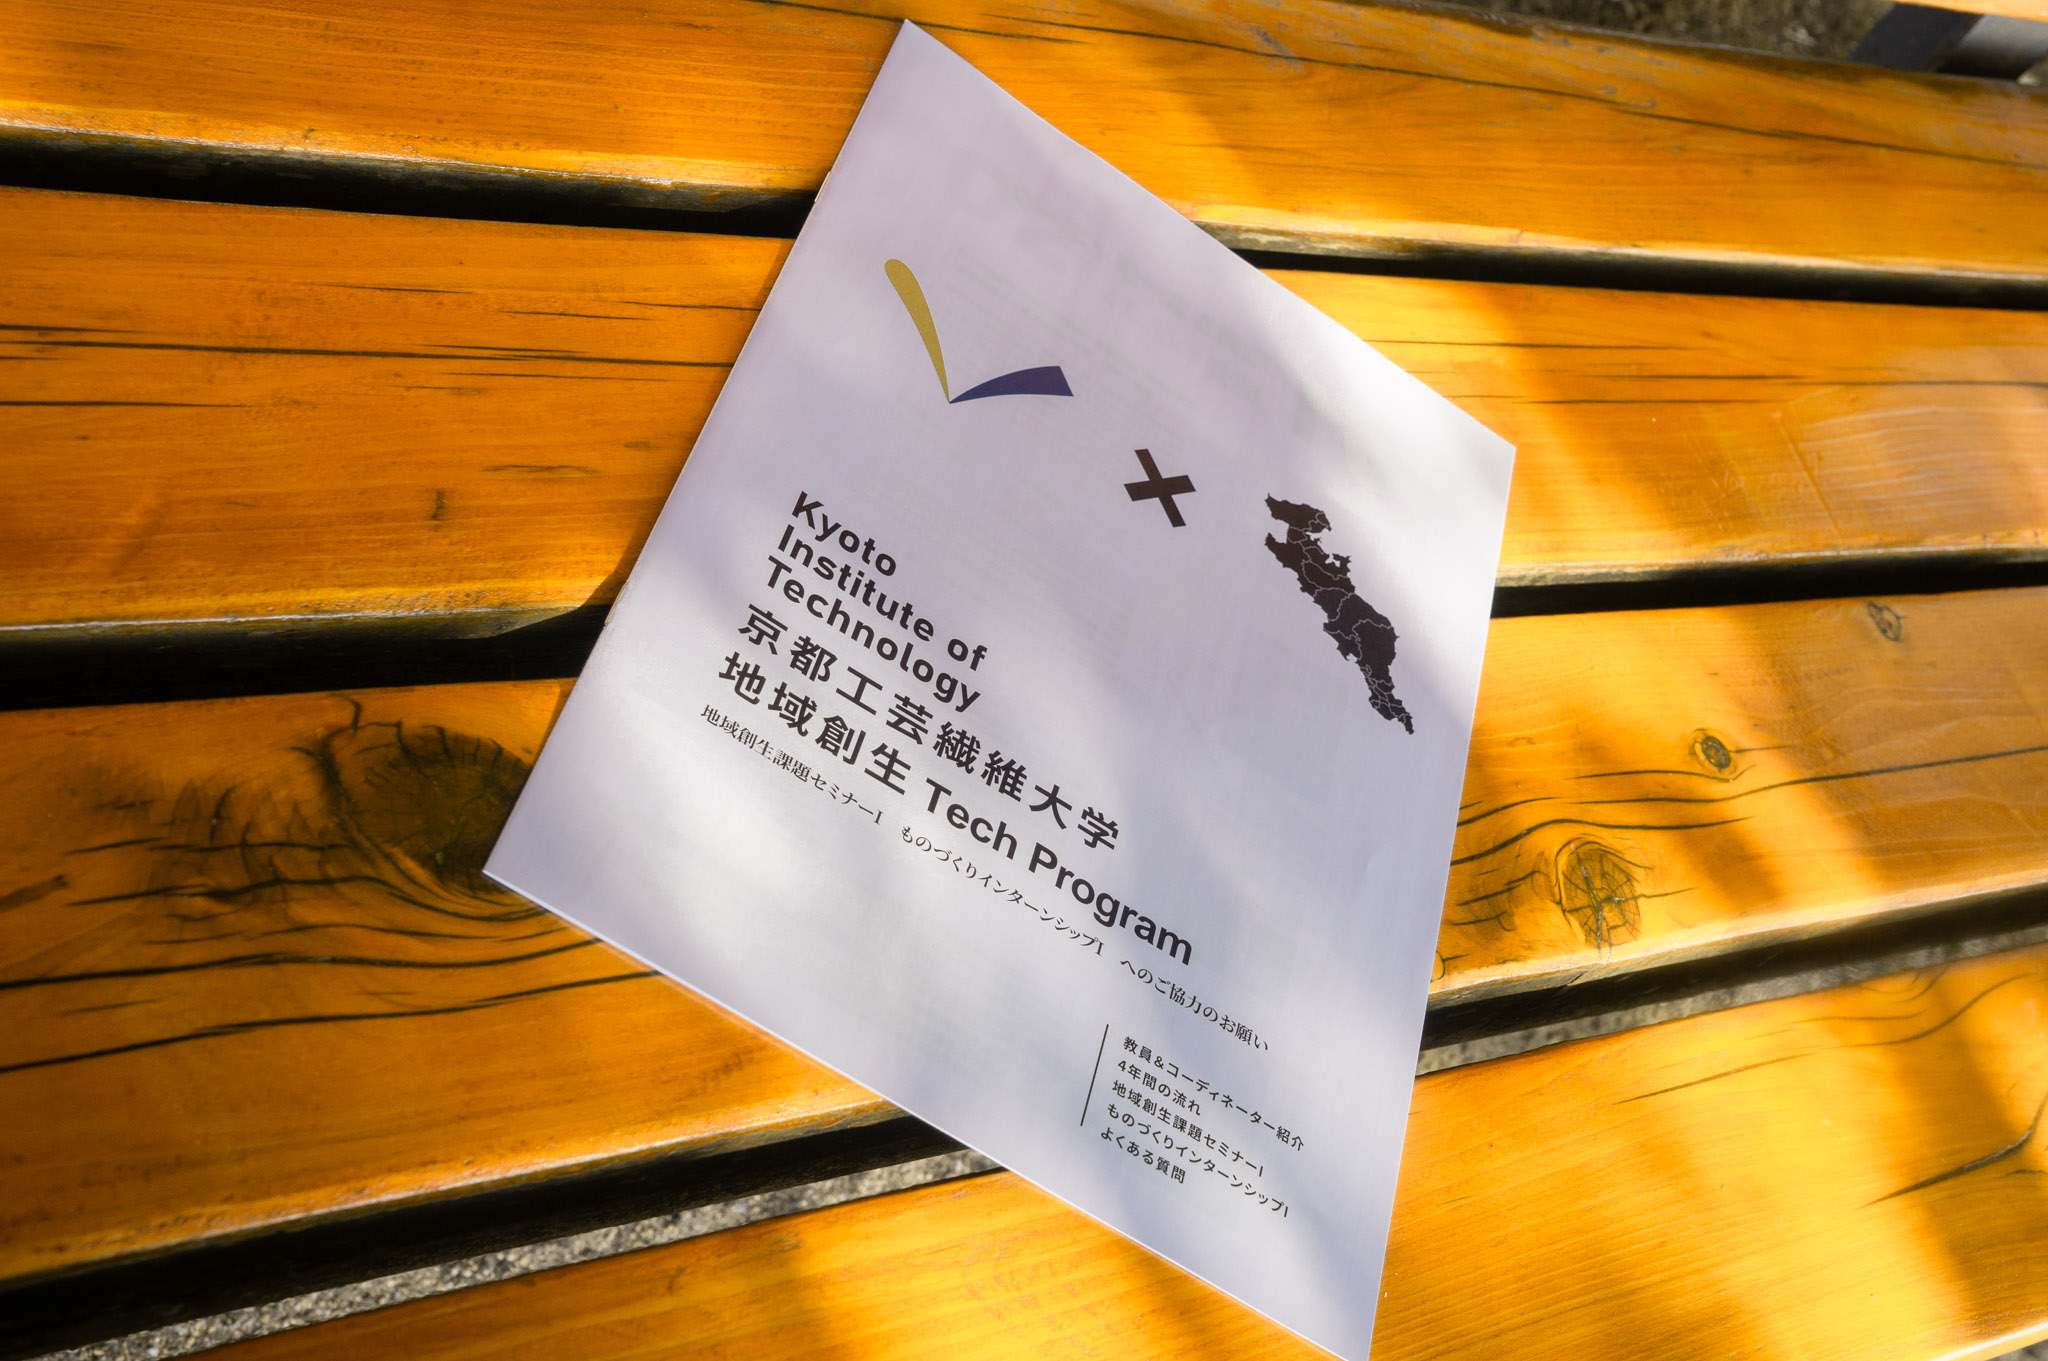 Kyoto
Institute of
Technology
京都工芸繊維大学
地域創生 Tech Program
地域創生課題セミナーI ものづくりインターンシップI へのご協力のお願い
教員&コーディネーター紹介
4年間の流れ
地域創生課題セミナーI
ものづくりインターンシップI
よくある質問